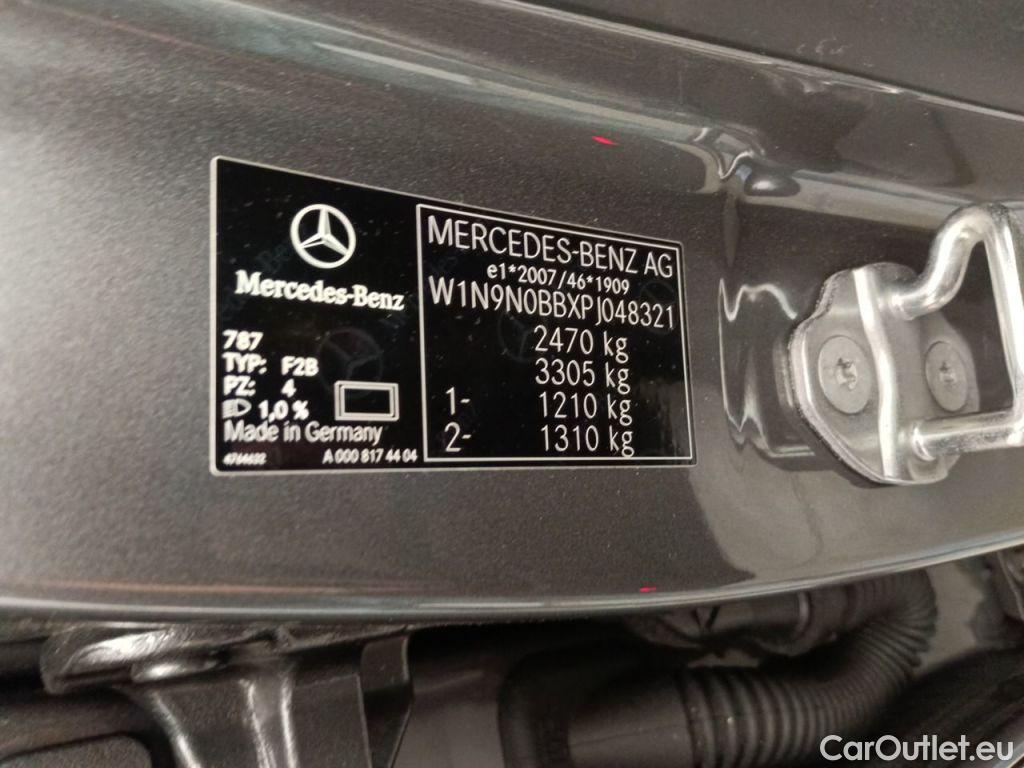 Mercedes-Benz
787
TYP: F2B
PZ: 4
1,0 %
Made in Germany
4764632 A 000 817 44 04
MERCEDES-BENZ AG
e1*2007/46*1909
W1N9N0BBXPJ048321
2470 kg
3305 kg
1- 1210 kg
2- 1310 kg
CarOutlet.eu